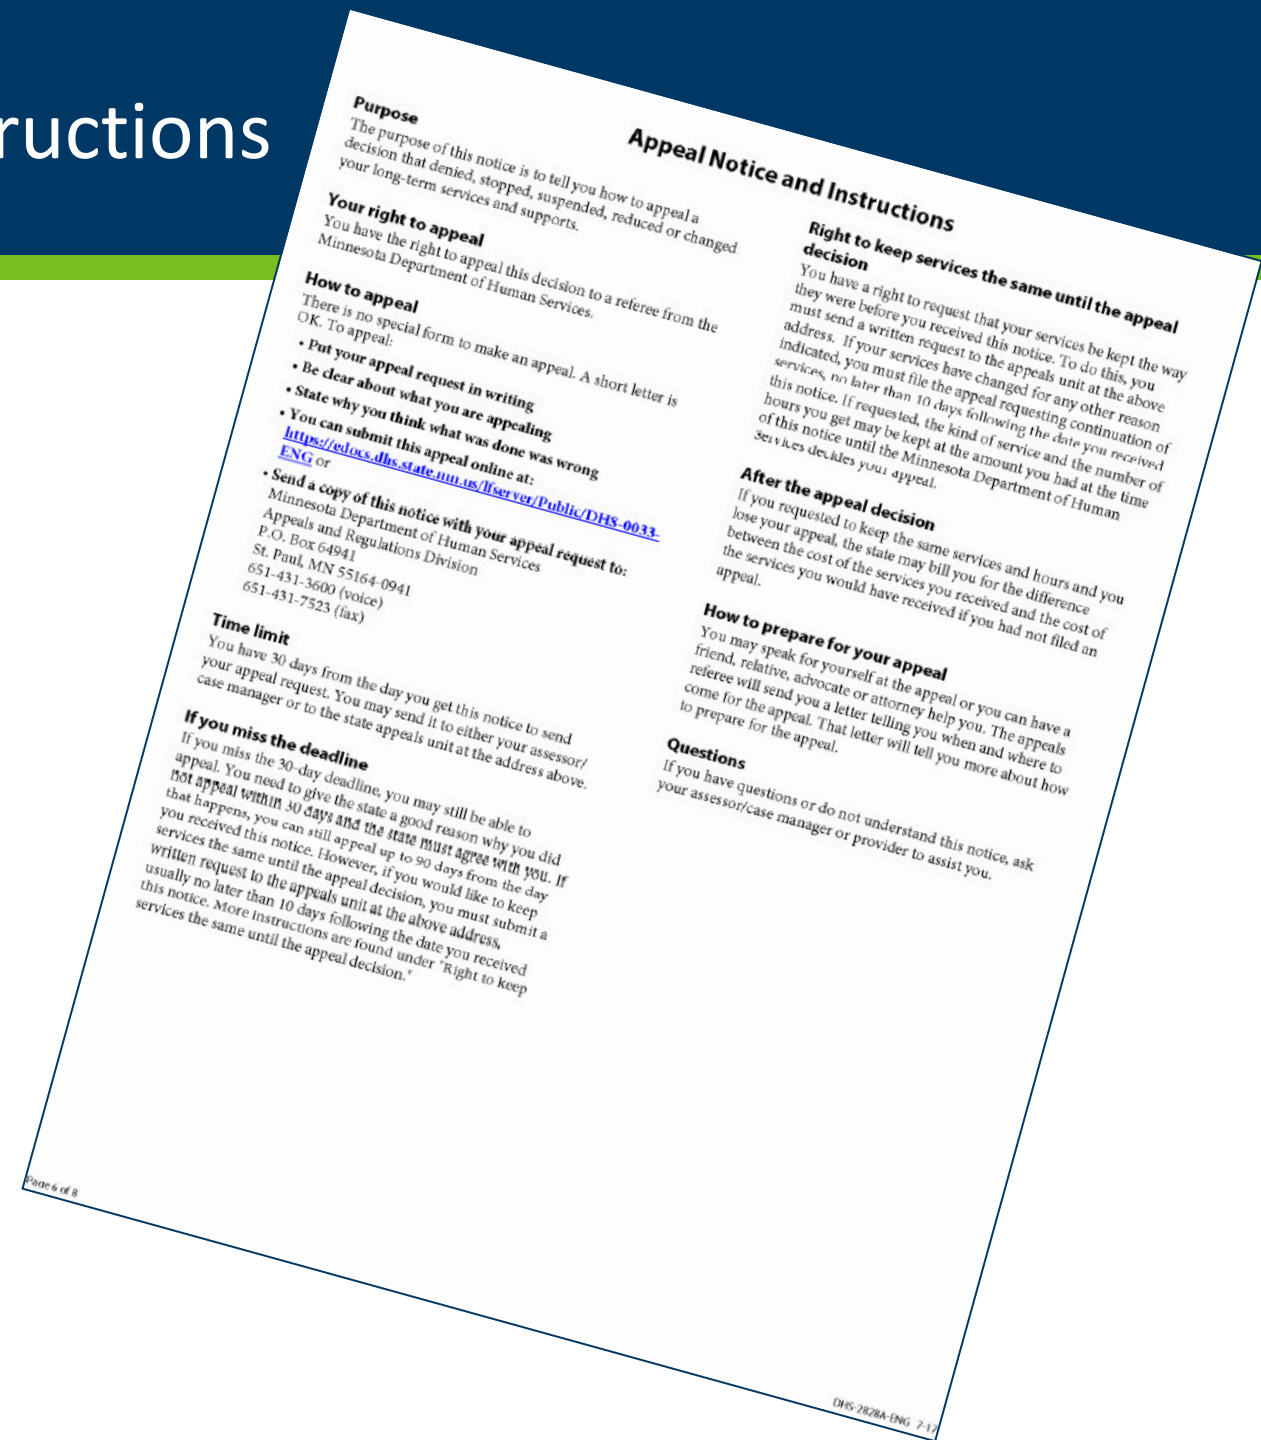 ructions
Appeal Notice and Instructions
Purpose
The purpose of this notice is to tell you how to appeal a
decision that denied, stopped, suspended, reduced or changed
your long-term services and supports.
Your right to appeal
You have the right to appeal this decision to a referee from the
Minnesota Department of Human Services.
How to appeal
There is no special form to make an appeal. A short letter is
OK. To appeal:
• Put your appeal request in writing
• Be clear about what you are appealing
• State why you think what was done was wrong
• You can submit this appeal online at:
https://edocs.dhs.state.mn.us/lfserver/Public/DHS-0033-
ENG or
• Send a copy of this notice with your appeal request to:
Minnesota Department of Human Services
Appeals and Regulations Division
P.O. Box 64941
St. Paul, MN 55164-0941
651-431-3600 (voice)
651-431-7523 (fax)
Time limit
You have 30 days from the day you get this notice to send
your appeal request. You may send it to either your assessor/
case manager or to the state appeals unit at the address above.
If you miss the deadline
If you miss the 30-day deadline, you may still be able to
appeal. You need to give the state a good reason why you did
not appeal within 30 days and the state must agree with you. If
that happens, you can still appeal up to 90 days from the day
you received this notice. However, if you would like to keep
services the same until the appeal decision, you must submit a
written request to the appeals unit at the above address,
usually no later than 10 days following the date you received
this notice. More instructions are found under "Right to keep
services the same until the appeal decision."
Right to keep services the same until the appeal
decision
You have a right to request that your services be kept the way
they were before you received this notice. To do this, you
must send a written request to the appeals unit at the above
address. If your services have changed for any other reason
indicated, you must file the appeal requesting continuation of
services, no later than 10 days following the date you received
this notice. If requested, the kind of service and the number of
hours you get may be kept at the amount you had at the time
of this notice until the Minnesota Department of Human
Services decides your appeal.
After the appeal decision
If you requested to keep the same services and hours and you
lose your appeal, the state may bill you for the difference
between the cost of the services you received and the cost of
the services you would have received if you had not filed an
appeal.
How to prepare for your appeal
You may speak for yourself at the appeal or you can have a
friend, relative, advocate or attorney help you. The appeals
referee will send you a letter telling you when and where to
come for the appeal. That letter will tell you more about how
to prepare for the appeal.
Questions
If you have questions or do not understand this notice, ask
your assessor/case manager or provider to assist you.
Page 6 of 8
DHS-2828A-ENG 7-17